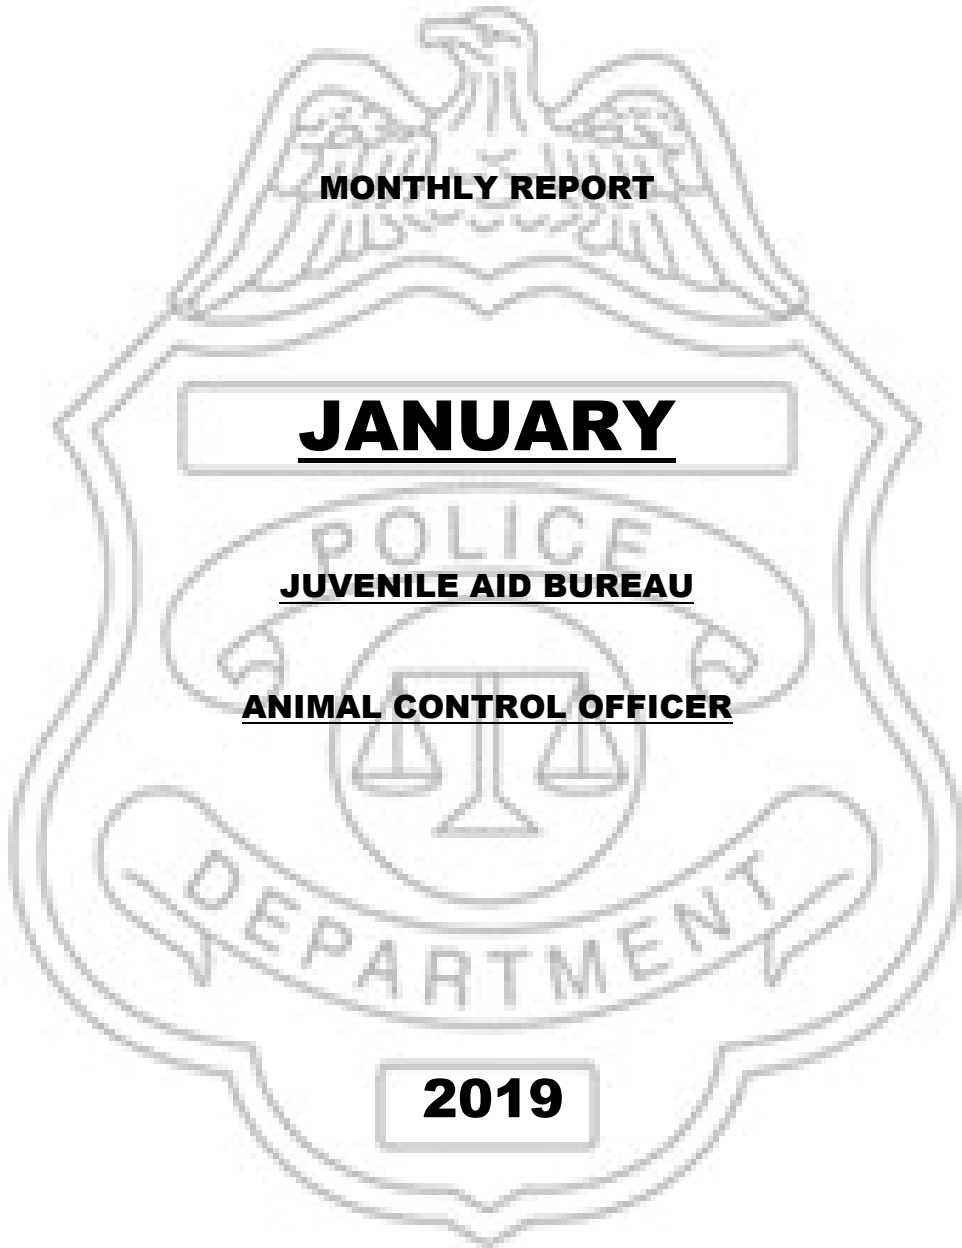 MONTHLY REPORT
JANUARY
POLICE
JUVENILE AID BUREAU
ANIMAL CONTROL OFFICER
DEPARTMENT
2019